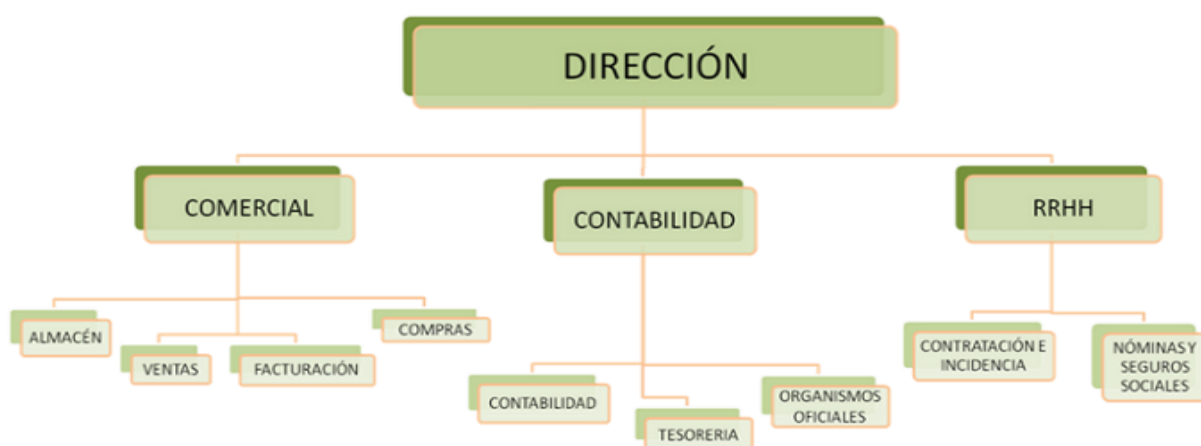 DIRECCIÓN
COMERCIAL
CONTABILIDAD
RRHH
ALMACÉN
VENTAS
FACTURACIÓN
COMPRAS
CONTABILIDAD
TESORERIA
ORGANISMOS
OFICIALES
CONTRATACIÓN E
INCIDENCIA
NÓMINAS Y
SEGUROS
SOCIALES